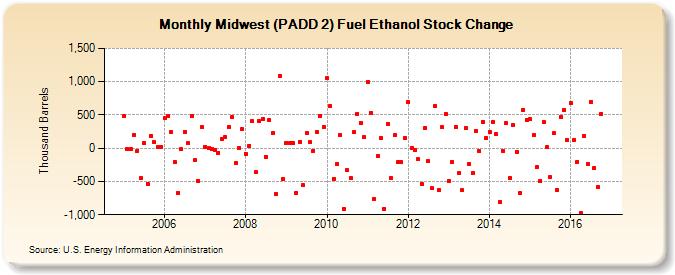 Monthly Midwest (PADD 2) Fuel Ethanol Stock Change
Thousand Barrels
1,500
1,000
500
0
-500
-1,000
2006 2008 2010 2012 2014 2016
Source: U.S. Energy Information Administration